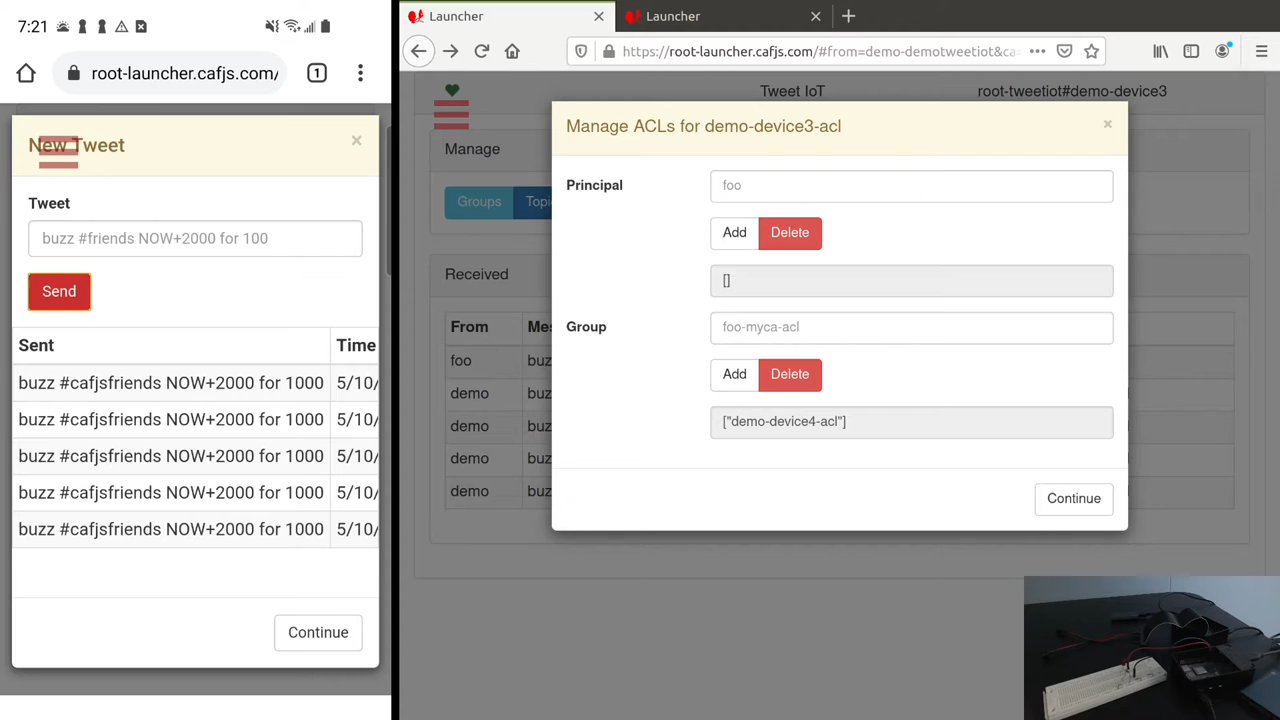 7:21
root-launcher.cafjs.com/
1
New Tweet
×
Tweet
buzz #friends NOW+2000 for 100
Send
Sent Time
buzz #cafjsfriends NOW+2000 for 1000 5/10/
buzz #cafjsfriends NOW+2000 for 1000 5/10/
buzz #cafjsfriends NOW+2000 for 1000 5/10/
buzz #cafjsfriends NOW+2000 for 1000 5/10/
buzz #cafjsfriends NOW+2000 for 1000 5/10/
Continue
Launcher Launcher
https://root-launcher.cafjs.com/#from=demo-demotweetiot&ca
Tweet IoT root-tweetiot#demo-device3
Manage
Groups Topi
Received
From Mes
foo buz
demo buz
demo buz
demo buz
demo buz
Manage ACLs for demo-device3-acl
×
Principal foo
Add Delete
[]
Group foo-myca-acl
Add Delete
["demo-device4-acl"]
Continue